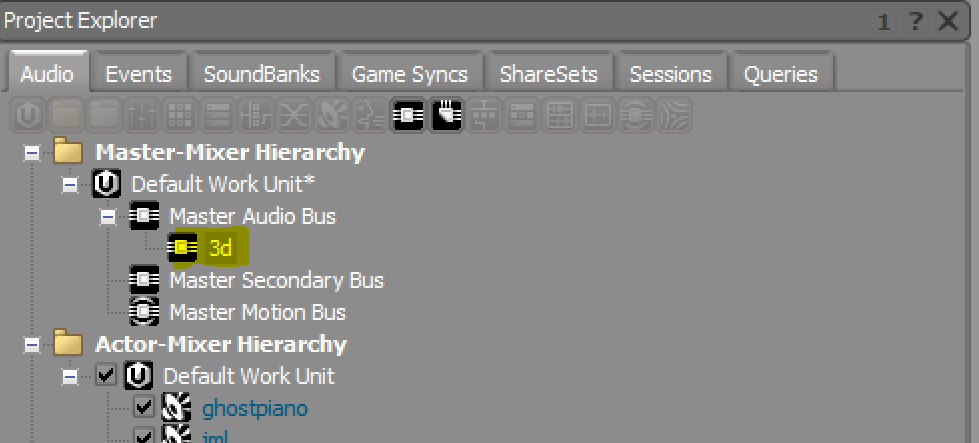 Project Explorer 1 ?
Audio Events SoundBanks Game Syncs ShareSets Sessions Queries
Master-Mixer Hierarchy
Default Work Unit*
Master Audio Bus
3d
Master Secondary Bus
Master Motion Bus
Actor-Mixer Hierarchy
Default Work Unit
ghostpiano